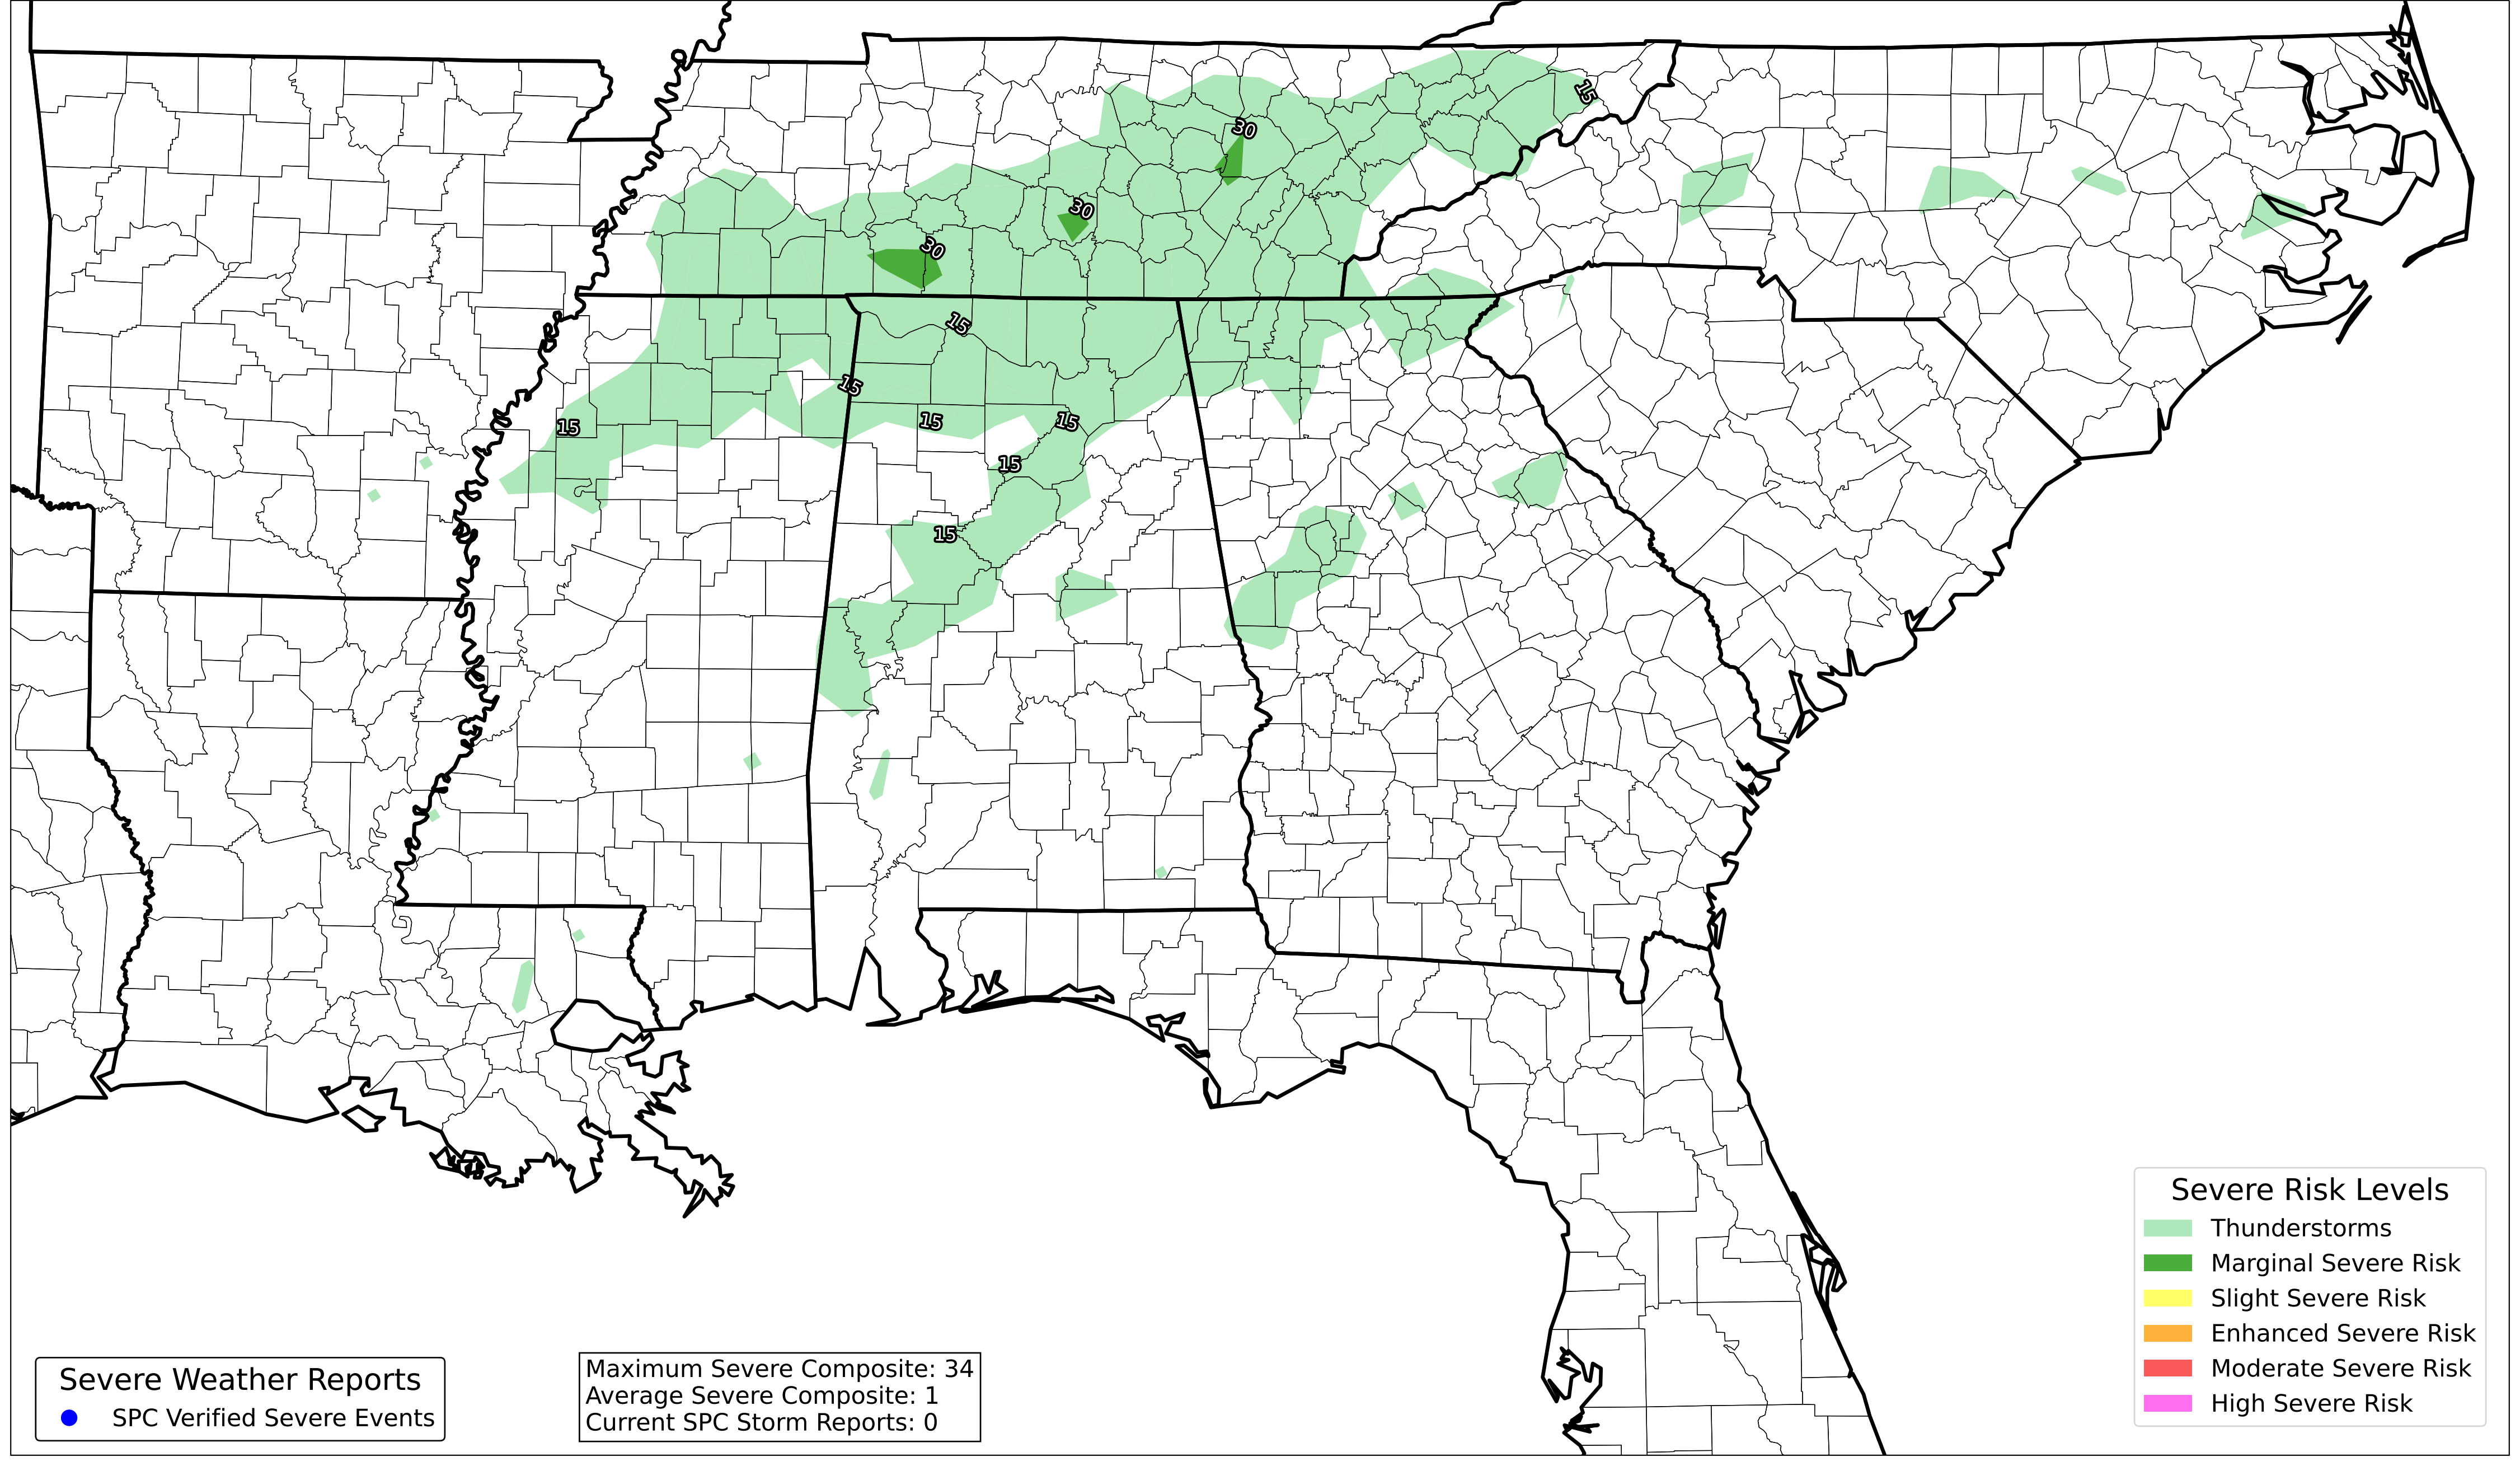 15
30
30
30
15
15
15
15
15
15
15
Severe Risk Levels
Thunderstorms
Marginal Severe Risk
Slight Severe Risk
Enhanced Severe Risk
Moderate Severe Risk
High Severe Risk
Severe Weather Reports
SPC Verified Severe Events
Maximum Severe Composite: 34
Average Severe Composite: 1
Current SPC Storm Reports: 0